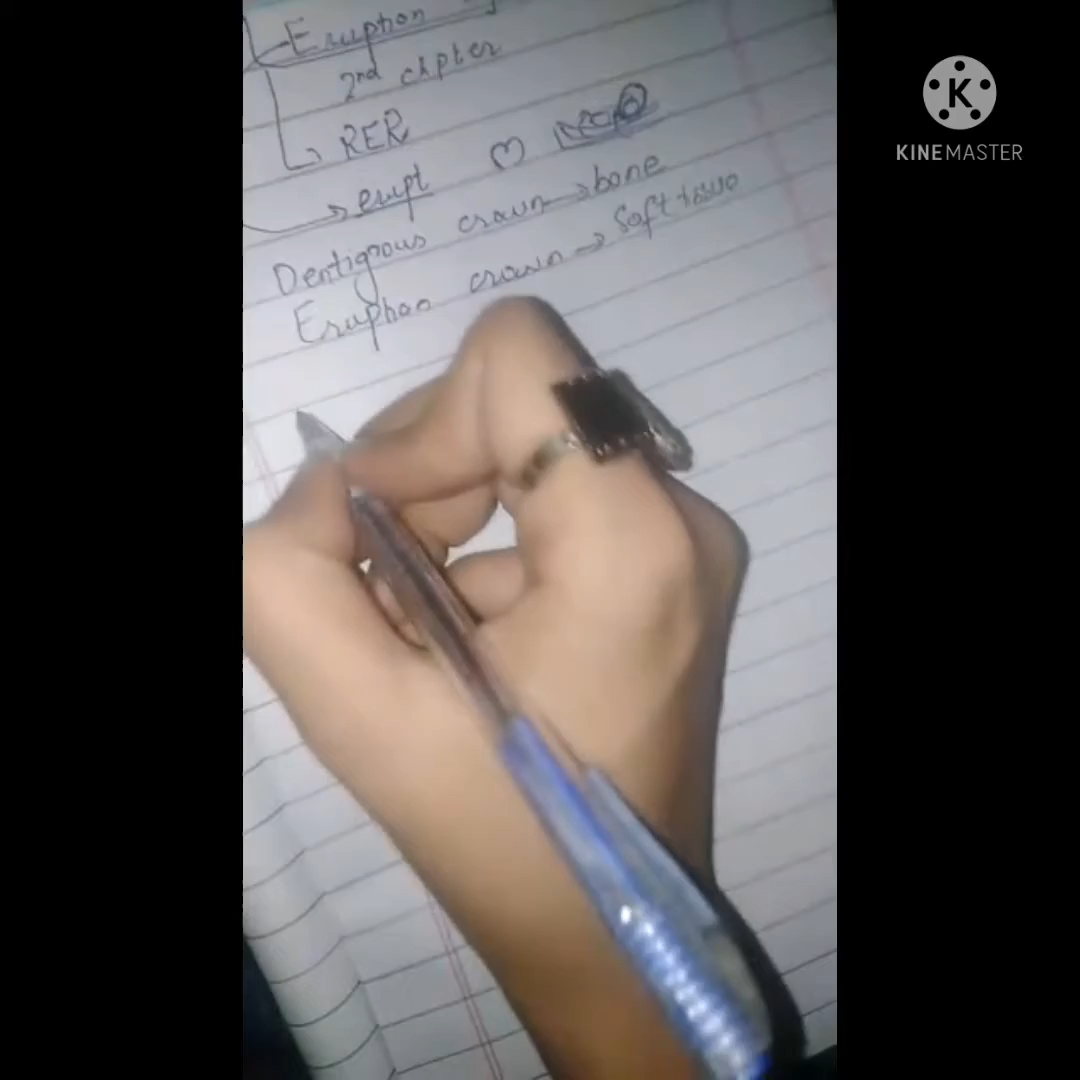 Eruption
2nd chpter
RER
erupt
Dentigrous crown → bone
Eruption crown → Soft tissue
KINEMASTER